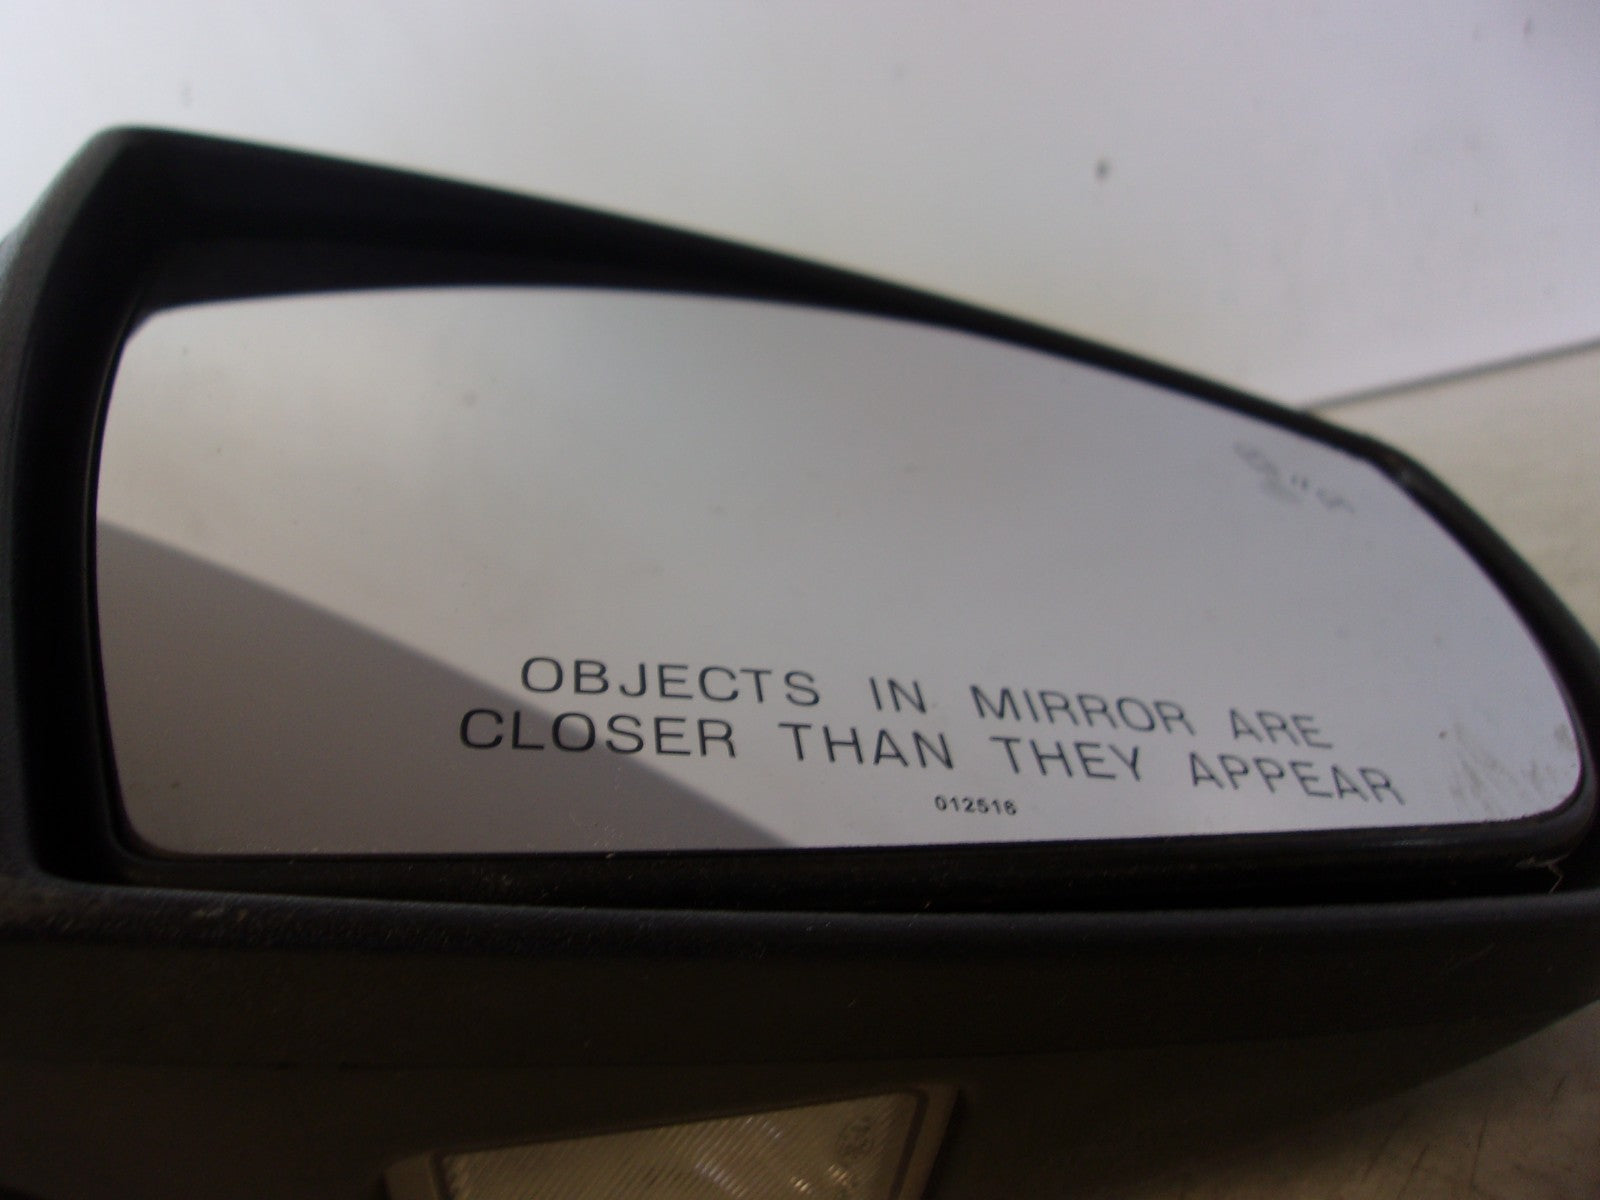 OBJECTS IN MIRROR ARE
CLOSER THAN THEY APPEAR
012516